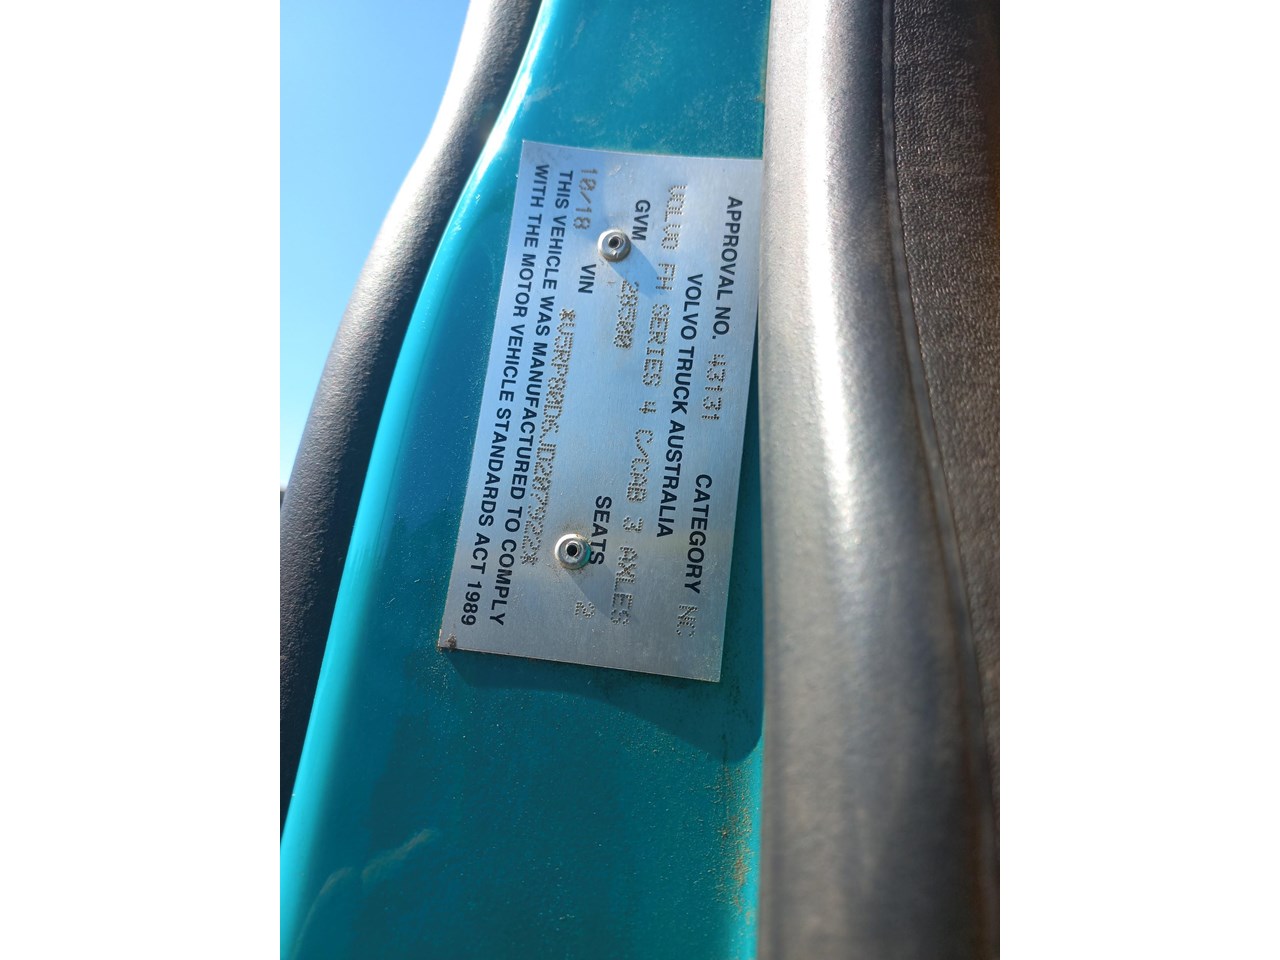 APPROVAL NO. 43131 CATEGORY NC
VOLVO TRUCK AUSTRALIA
VOLVO FH SERIES 4 C/CAB 3 AXLES
GVM 28500 SEATS 2
10/18 VIN
THIS VEHICLE WAS MANUFACTURED TO COMPLY
WITH THE MOTOR VEHICLE STANDARDS ACT 1989